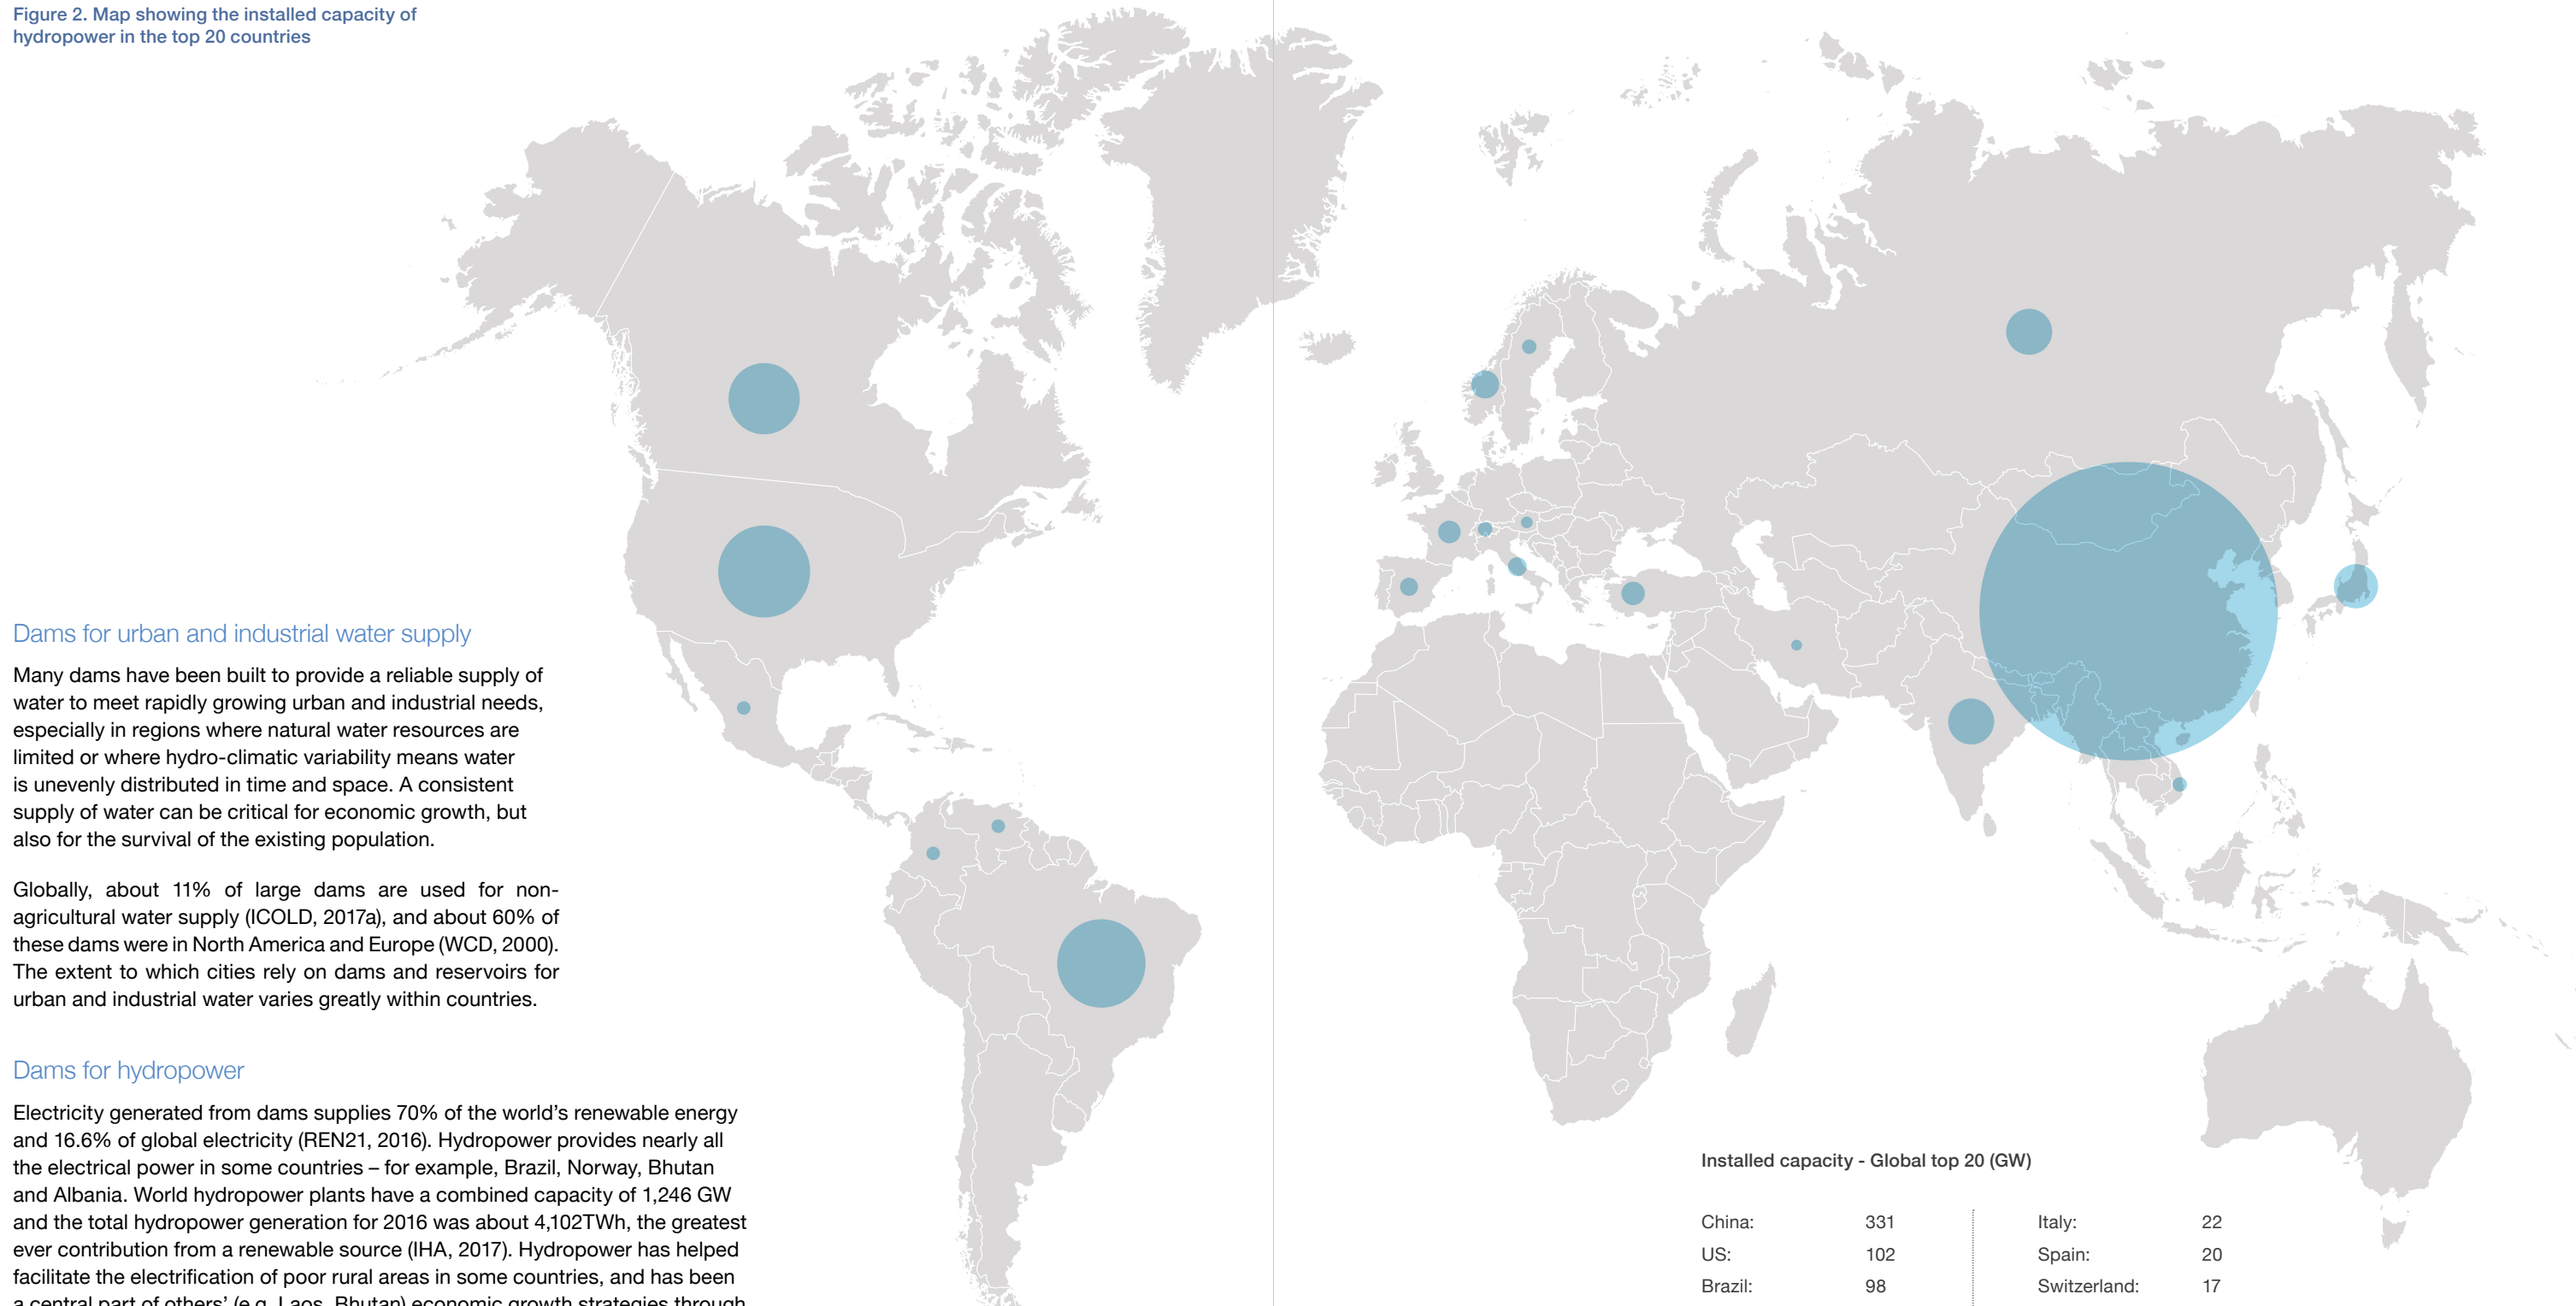 Figure 2. Map showing the installed capacity of
hydropower in the top 20 countries
Dams for urban and industrial water supply
Many dams have been built to provide a reliable supply of
water to meet rapidly growing urban and industrial needs,
especially in regions where natural water resources are
limited or where hydro-climatic variability means water
is unevenly distributed in time and space. A consistent
supply of water can be critical for economic growth, but
also for the survival of the existing population.
Globally, about 11% of large dams are used for non-
agricultural water supply (ICOLD, 2017a), and about 60% of
these dams were in North America and Europe (WCD, 2000).
The extent to which cities rely on dams and reservoirs for
urban and industrial water varies greatly within countries.
Dams for hydropower
Electricity generated from dams supplies 70% of the world’s renewable energy
and 16.6% of global electricity (REN21, 2016). Hydropower provides nearly all
the electrical power in some countries – for example, Brazil, Norway, Bhutan
and Albania. World hydropower plants have a combined capacity of 1,246 GW
and the total hydropower generation for 2016 was about 4,102TWh, the greatest
ever contribution from a renewable source (IHA, 2017). Hydropower has helped
facilitate the electrification of poor rural areas in some countries, and has been
a central part of others’ (e.g. Laos, Bhutan) economic growth strategies through
Installed capacity - Global top 20 (GW)
China: 331
US: 102
Brazil: 98
Italy: 22
Spain: 20
Switzerland: 17